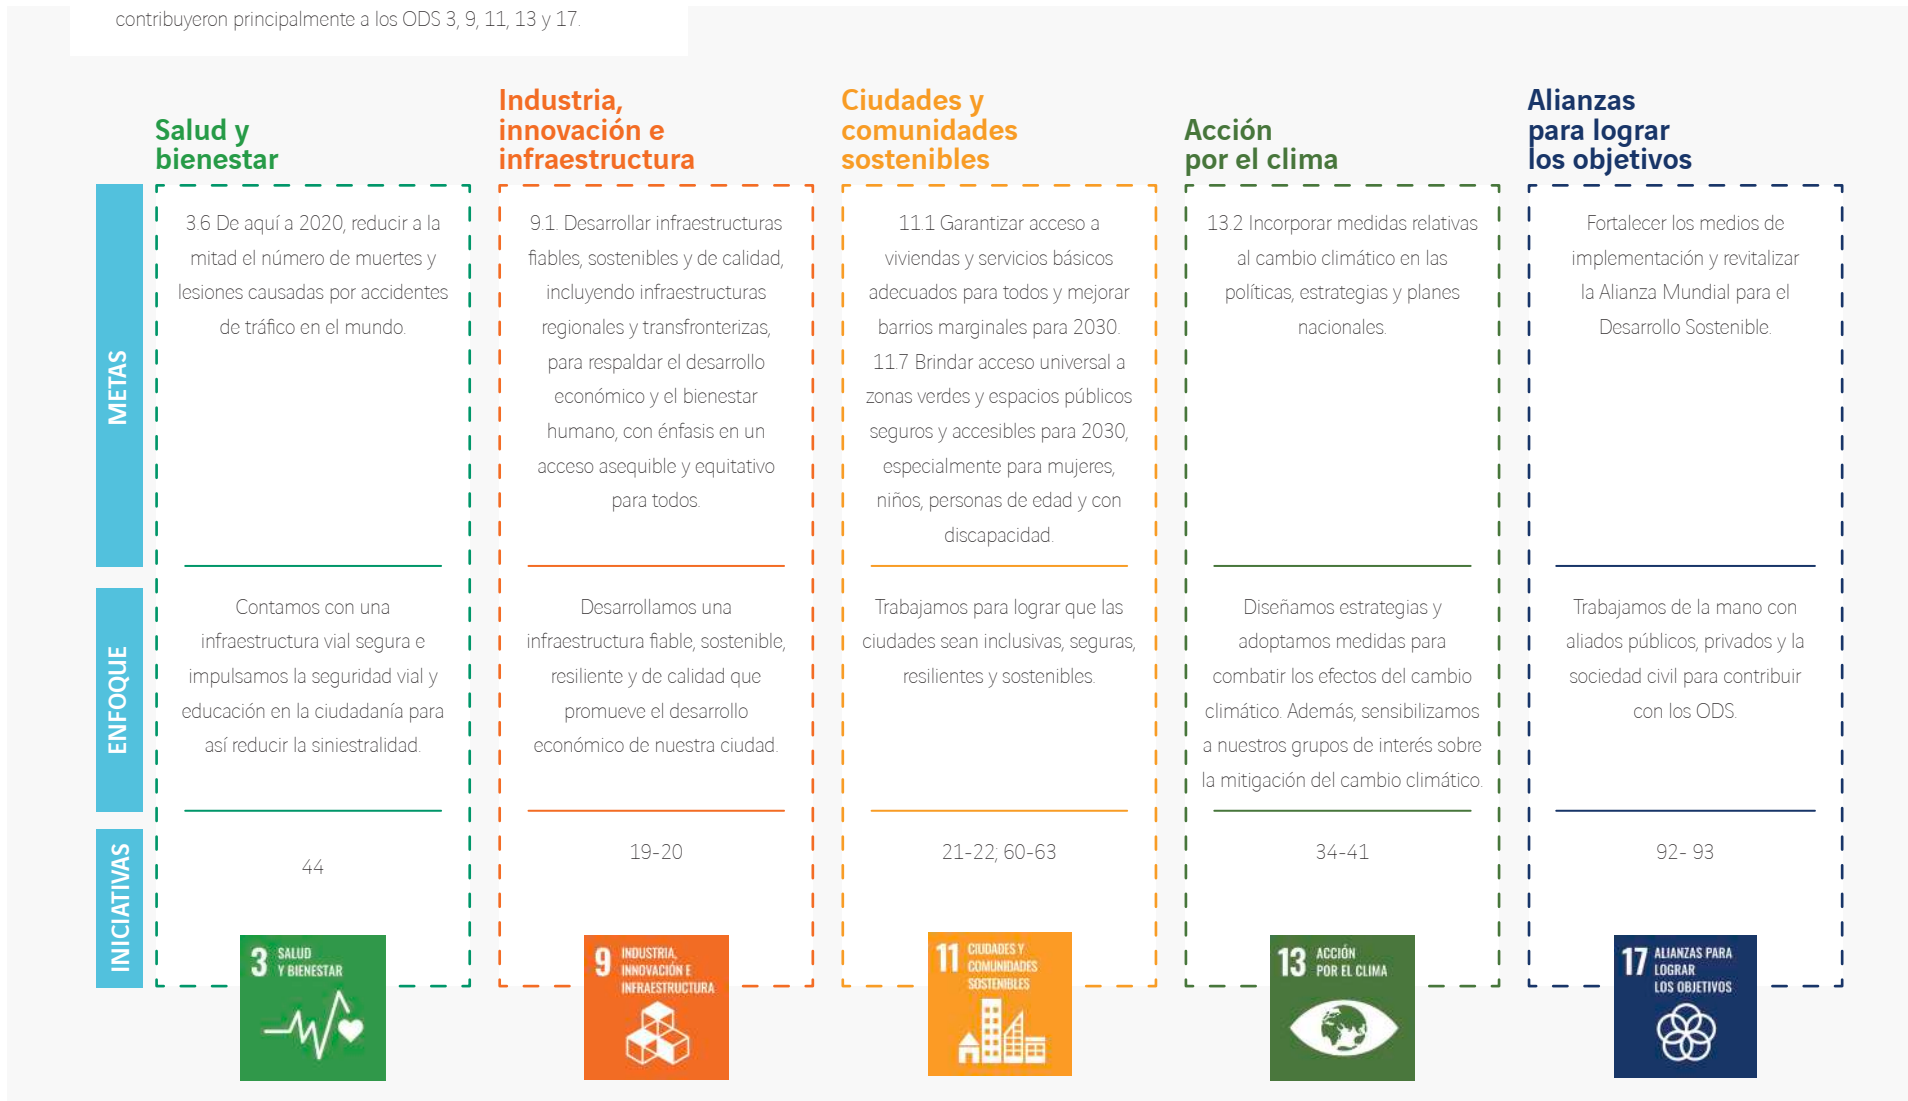 contribuyeron principalmente a los ODS 3, 9, 11, 13 y 17.
Salud y
bienestar
Industria,
innovación e
infraestructura
Ciudades y
comunidades
sostenibles
Acción
por el clima
Alianzas
para lograr
los objetivos
METAS
3.6 De aquí a 2020, reducir a la
mitad el número de muertes y
lesiones causadas por accidentes
de tráfico en el mundo.
9.1. Desarrollar infraestructuras
fiables, sostenibles y de calidad,
incluyendo infraestructuras
regionales y transfronterizas,
para respaldar el desarrollo
económico y el bienestar
humano, con énfasis en un
acceso asequible y equitativo
para todos.
11.1 Garantizar acceso a
viviendas y servicios básicos
adecuados para todos y mejorar
barrios marginales para 2030.
11.7 Brindar acceso universal a
zonas verdes y espacios públicos
seguros y accesibles para 2030,
especialmente para mujeres,
niños, personas de edad y con
discapacidad.
13.2 Incorporar medidas relativas
al cambio climático en las
políticas, estrategias y planes
nacionales.
Fortalecer los medios de
implementación y revitalizar
la Alianza Mundial para el
Desarrollo Sostenible.
ENFOQUE
Contamos con una
infraestructura vial segura e
impulsamos la seguridad vial y
educación en la ciudadanía para
así reducir la siniestralidad.
Desarrollamos una
infraestructura fiable, sostenible,
resiliente y de calidad que
promueve el desarrollo
económico de nuestra ciudad.
Trabajamos para lograr que las
ciudades sean inclusivas, seguras,
resilientes y sostenibles.
Diseñamos estrategias y
adoptamos medidas para
combatir los efectos del cambio
climático. Además, sensibilizamos
a nuestros grupos de interés sobre
la mitigación del cambio climático.
Trabajamos de la mano con
aliados públicos, privados y la
sociedad civil para contribuir
con los ODS.
INICIATIVAS
44
19-20
21-22; 60-63
34-41
92- 93
3 SALUD
Y BIENESTAR
9 INDUSTRIA,
INNOVACIÓN E
INFRAESTRUCTURA
11 CIUDADES Y
COMUNIDADES
SOSTENIBLES
13 ACCIÓN
POR EL CLIMA
17 ALIANZAS PARA
LOGRAR
LOS OBJETIVOS